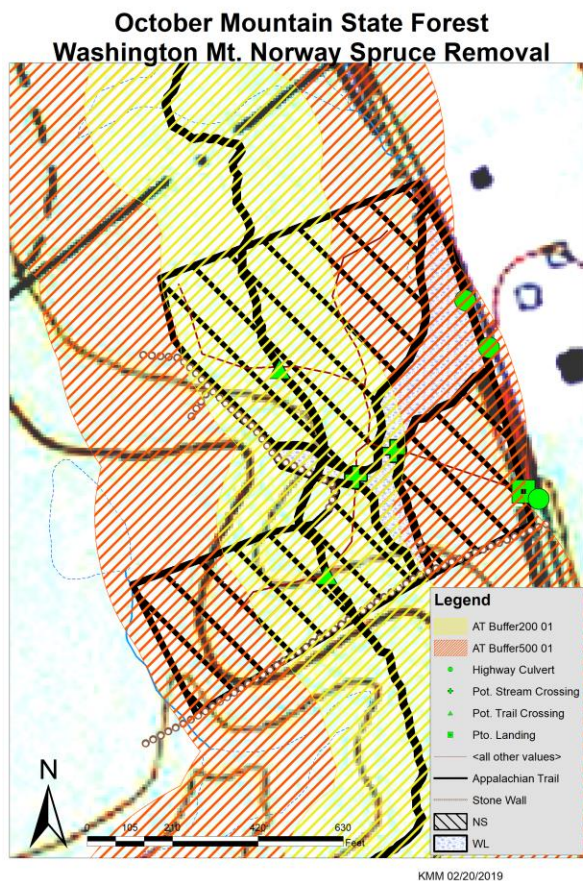 October Mountain State Forest
Washington Mt. Norway Spruce Removal
Legend
AT Buffer200 01
AT Buffer500 01
Highway Culvert
Pot. Stream Crossing
Pot. Trail Crossing
Pto. Landing
<all other values>
Appalachian Trail
Stone Wall
NS
WL
N
0 105 210 420 630
Feet
KMM 02/20/2019